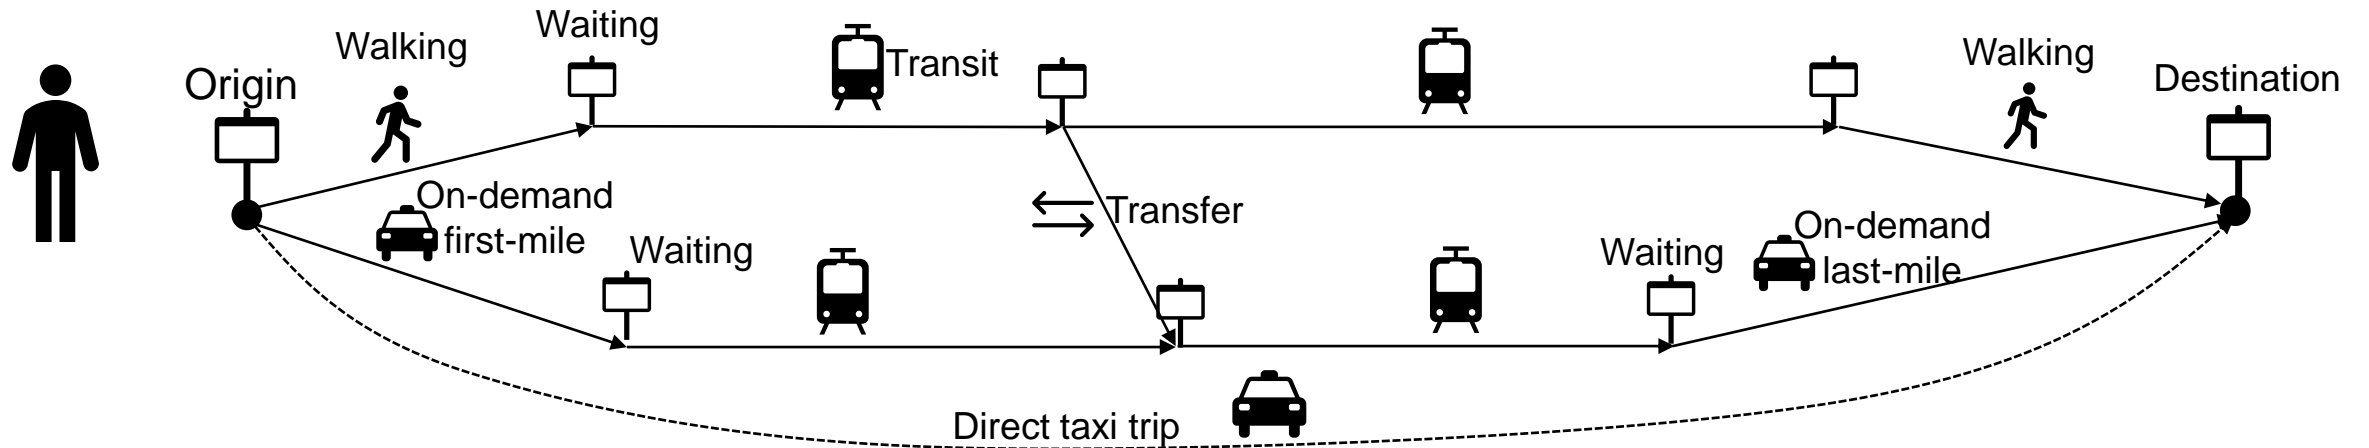 Waiting
Walking
Transit
Walking
Origin
Destination
On-demand
first-mile
Transfer
Waiting
Waiting
On-demand
last-mile
Direct taxi trip